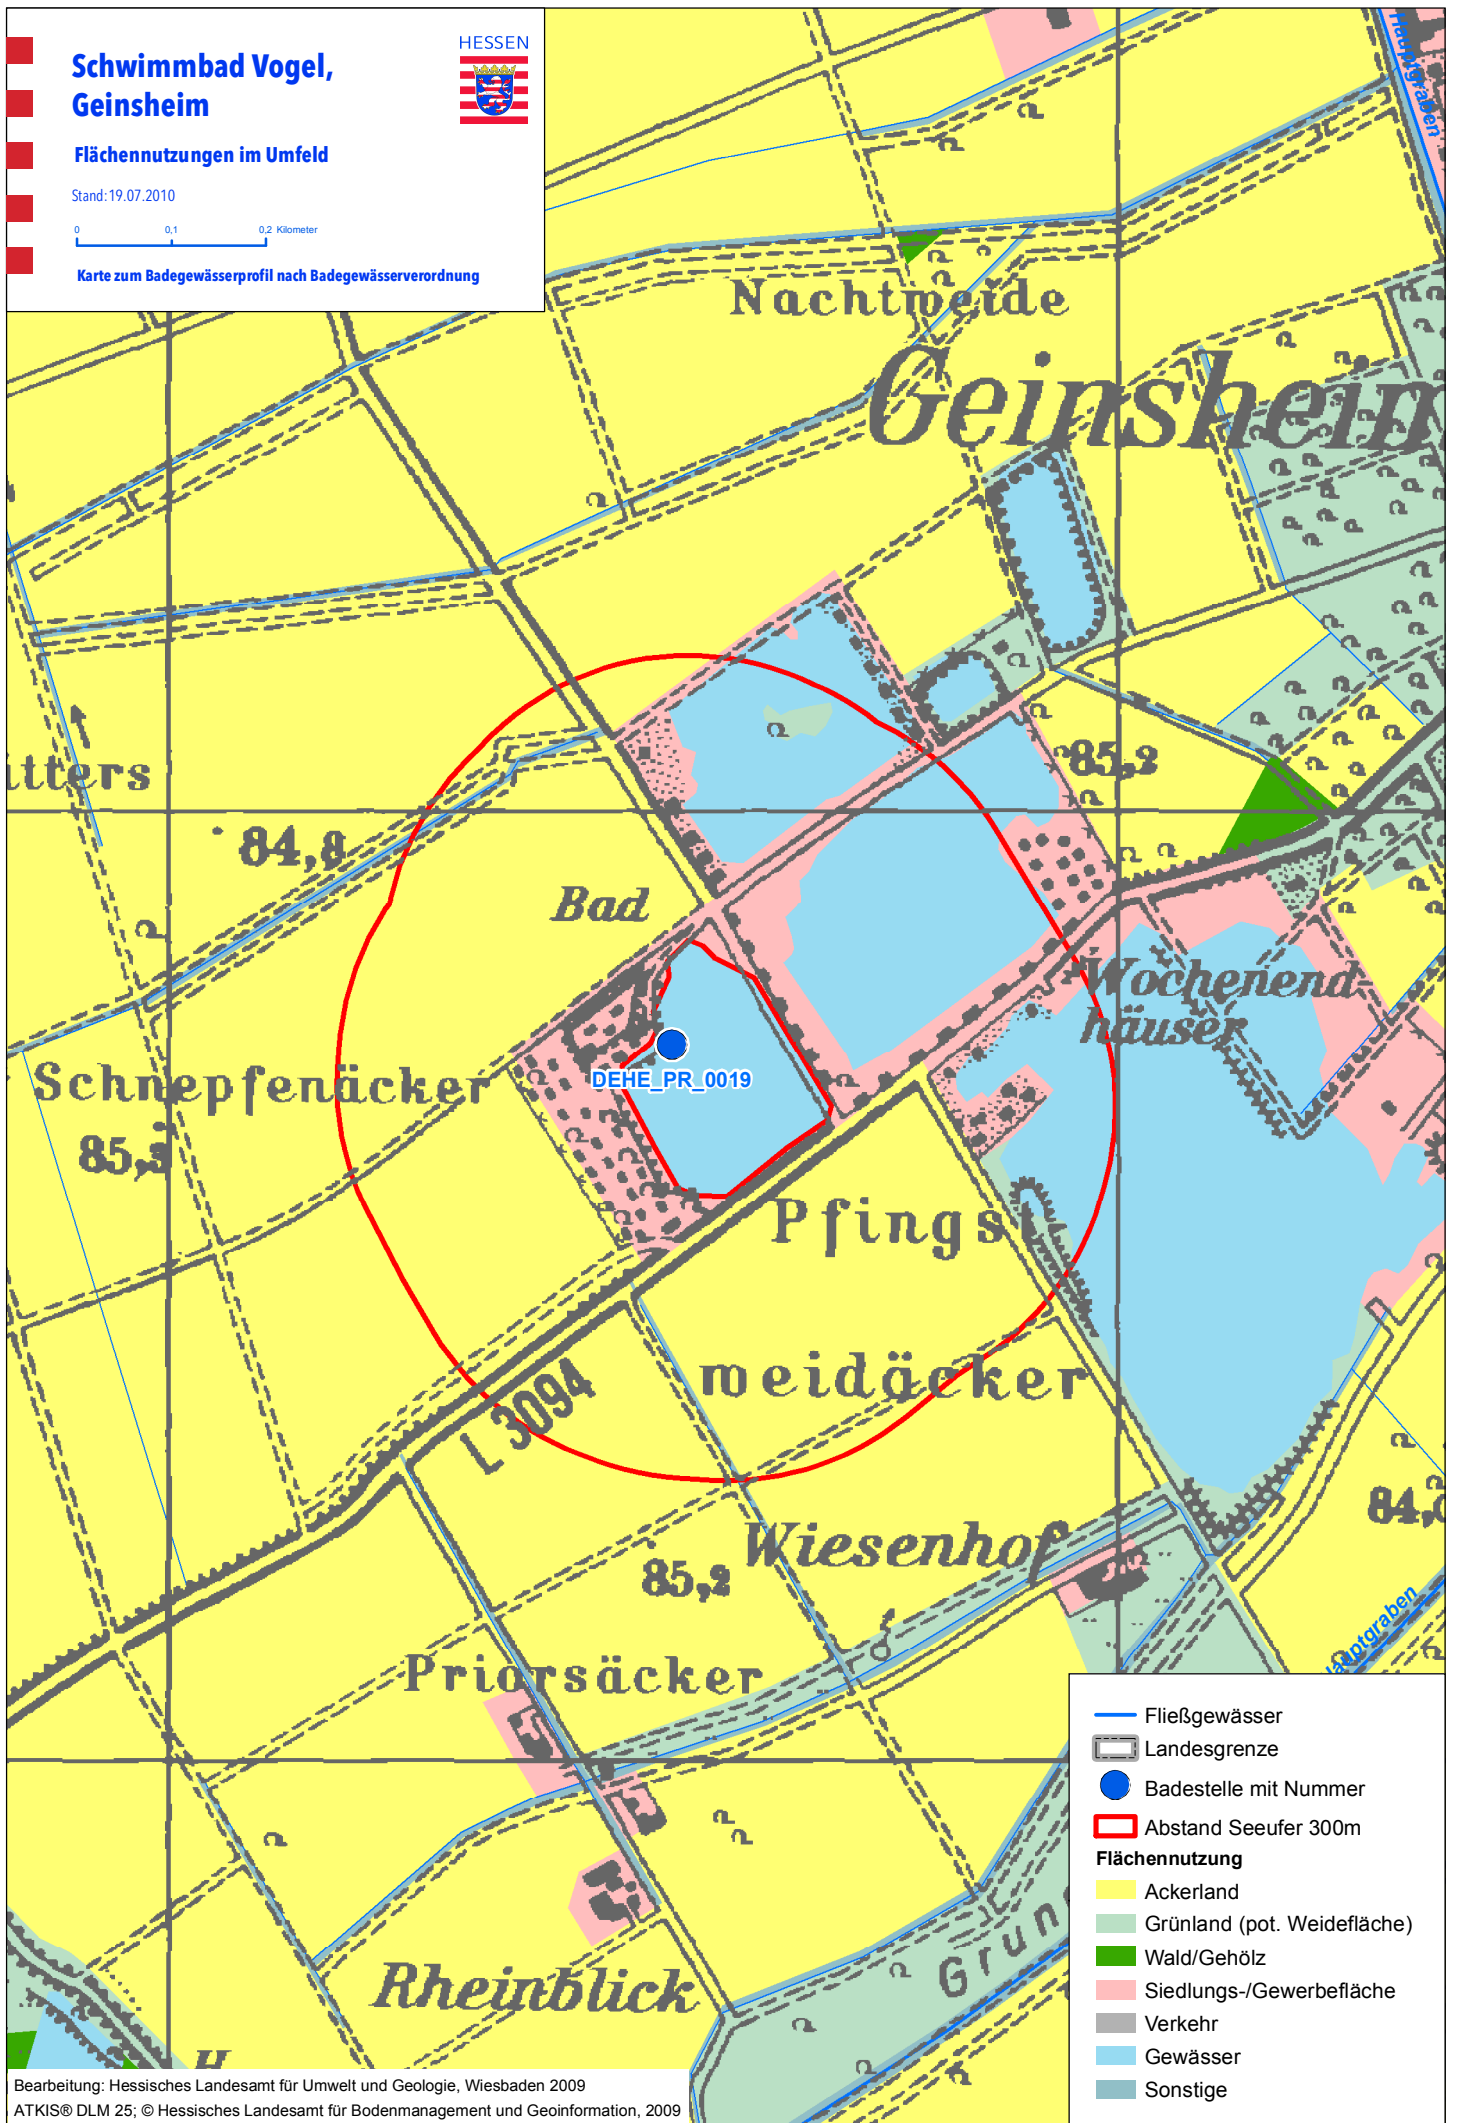 Schwimmbad Vogel,
Geinsheim
HESSEN
Flächennutzungen im Umfeld
Stand:19.07.2010
0 0,1 0,2 Kilometer
Karte zum Badegewässerprofil nach Badegewässerverordnung
Hauptgraben
Nachtweide
Geinsheim
85,2
itters
84,8
Bad
Wochenend-
häuser
DEHE_PR_0019
Schnepfenäcker
85,3
Pfingst
weidäcker
L 3094
84,0
Wiesenhof
85,2
Hauptgraben
Priorsäcker
Grund
Rheinblick
H
Fließgewässer
Landesgrenze
Badestelle mit Nummer
Abstand Seeufer 300m
Flächennutzung
Ackerland
Grünland (pot. Weidefläche)
Wald/Gehölz
Siedlungs-/Gewerbefläche
Verkehr
Gewässer
Sonstige
Bearbeitung: Hessisches Landesamt für Umwelt und Geologie, Wiesbaden 2009
ATKIS® DLM 25; © Hessisches Landesamt für Bodenmanagement und Geoinformation, 2009